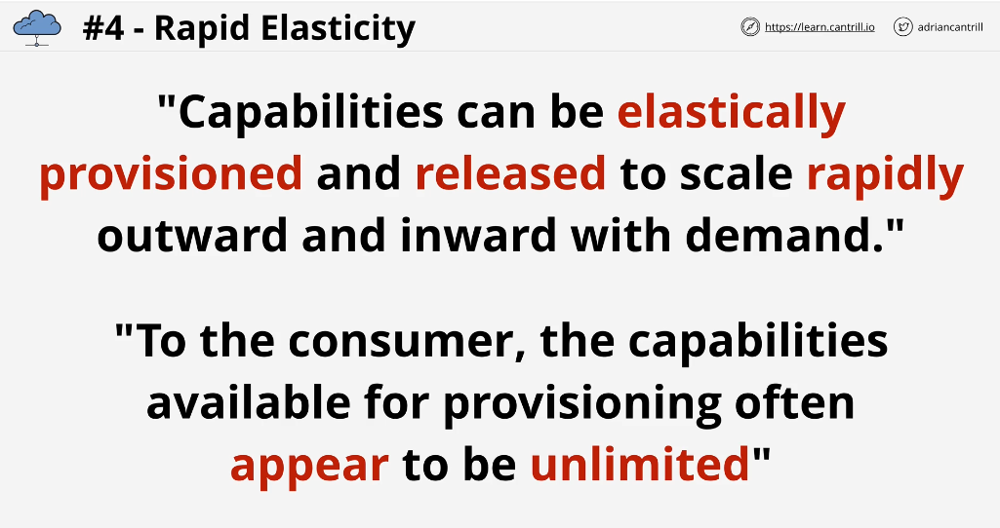 #4 - Rapid Elasticity
https://learn.cantrill.io
adriancantrill
"Capabilities can be elastically
provisioned and released to scale rapidly
outward and inward with demand."
"To the consumer, the capabilities
available for provisioning often
appear to be unlimited"